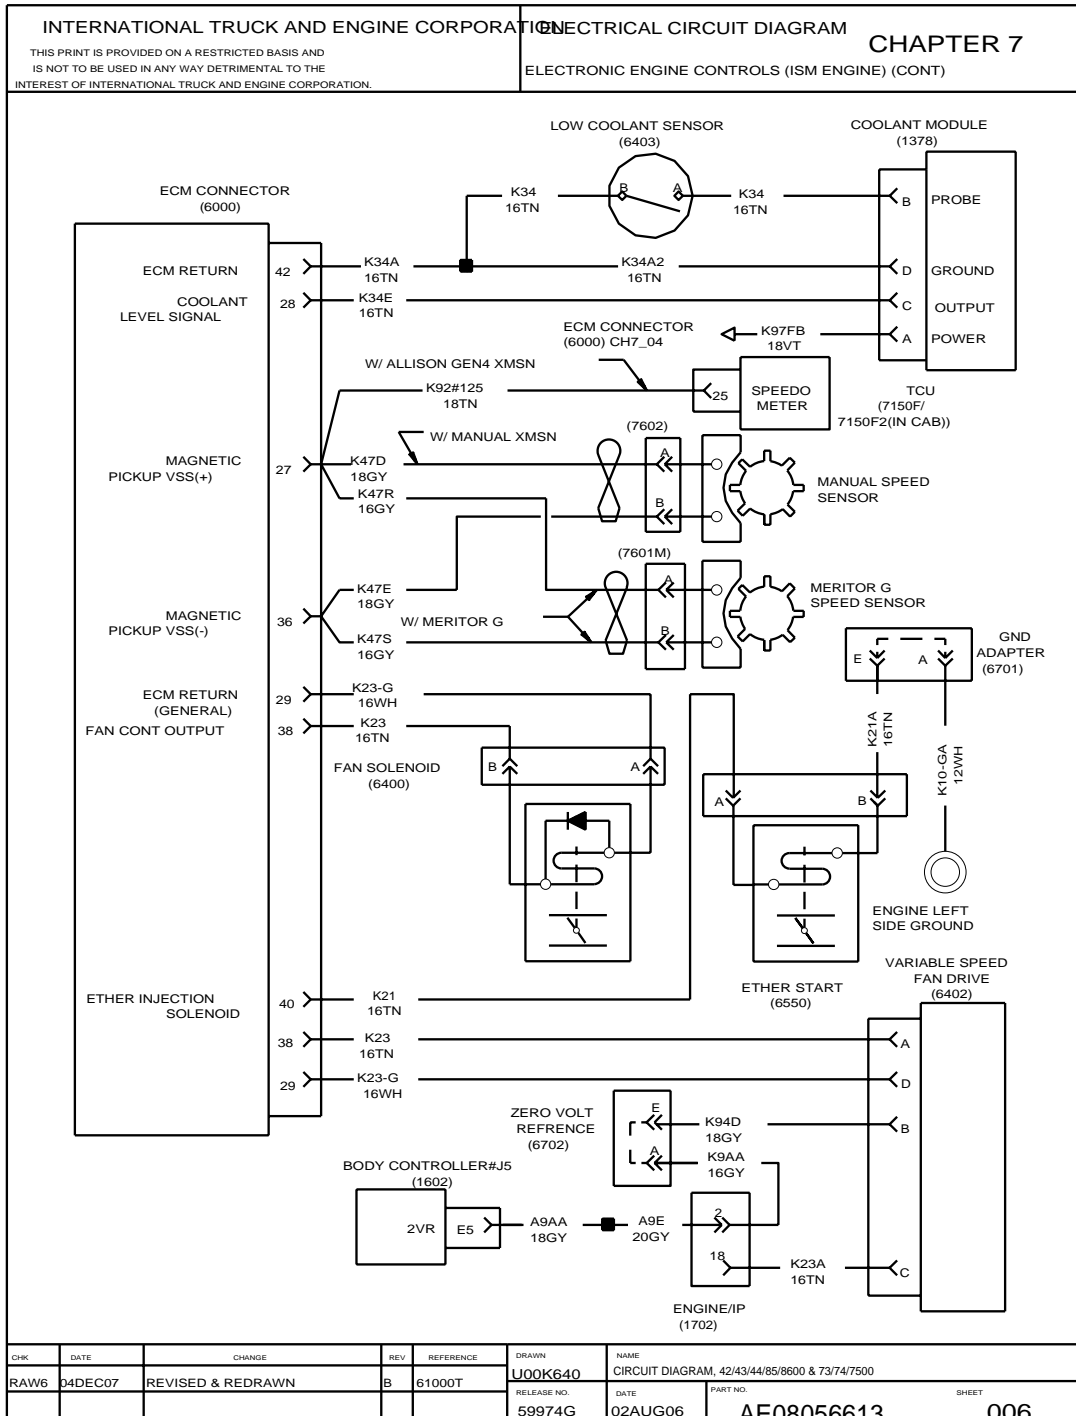 INTERNATIONAL TRUCK AND ENGINE CORPORATION
THIS PRINT IS PROVIDED ON A RESTRICTED BASIS AND
IS NOT TO BE USED IN ANY WAY DETRIMENTAL TO THE
INTEREST OF INTERNATIONAL TRUCK AND ENGINE CORPORATION.
ELECTRICAL CIRCUIT DIAGRAM
CHAPTER 7
ELECTRONIC ENGINE CONTROLS (ISM ENGINE) (CONT)
LOW COOLANT SENSOR
(6403)
COOLANT MODULE
(1378)
ECM CONNECTOR
(6000)
K34
16TN
B
A
K34
16TN
B
PROBE
ECM RETURN
42
K34A
16TN
K34A2
16TN
D
GROUND
COOLANT
LEVEL SIGNAL
28
K34E
16TN
C
OUTPUT
ECM CONNECTOR
(6000) CH7_04
K97FB
18VT
A
POWER
W/ ALLISON GEN4 XMSN
K92#125
18TN
25
SPEEDO
METER
TCU
(7150F/
7150F2(IN CAB))
W/ MANUAL XMSN
(7602)
MAGNETIC
PICKUP VSS(+)
27
K47D
18GY
A
K47R
16GY
B
MANUAL SPEED
SENSOR
(7601M)
MAGNETIC
PICKUP VSS(-)
36
K47E
18GY
A
W/ MERITOR G
K47S
16GY
B
MERITOR G
SPEED SENSOR
GND
ADAPTER
(6701)
E
A
ECM RETURN
(GENERAL)
29
K23-G
16WH
FAN CONT OUTPUT
38
K23
16TN
K21A
16TN
K10-GA
12WH
FAN SOLENOID
(6400)
B
A
A
B
ENGINE LEFT
SIDE GROUND
ETHER START
(6550)
VARIABLE SPEED
FAN DRIVE
(6402)
ETHER INJECTION
SOLENOID
40
K21
16TN
38
K23
16TN
A
29
K23-G
16WH
D
ZERO VOLT
REFRENCE
(6702)
E
K94D
18GY
B
A
K9AA
16GY
BODY CONTROLLER#J5
(1602)
2VR
E5
A9AA
18GY
A9E
20GY
2
18
K23A
16TN
C
ENGINE/IP
(1702)
CHK
DATE
CHANGE
REV
REFERENCE
DRAWN
NAME
RAW6
04DEC07
REVISED & REDRAWN
B
61000T
U00K640
CIRCUIT DIAGRAM, 42/43/44/85/8600 & 73/74/7500
RELEASE NO.
DATE
PART NO.
SHEET
59974G
02AUG06
AE08056613
006